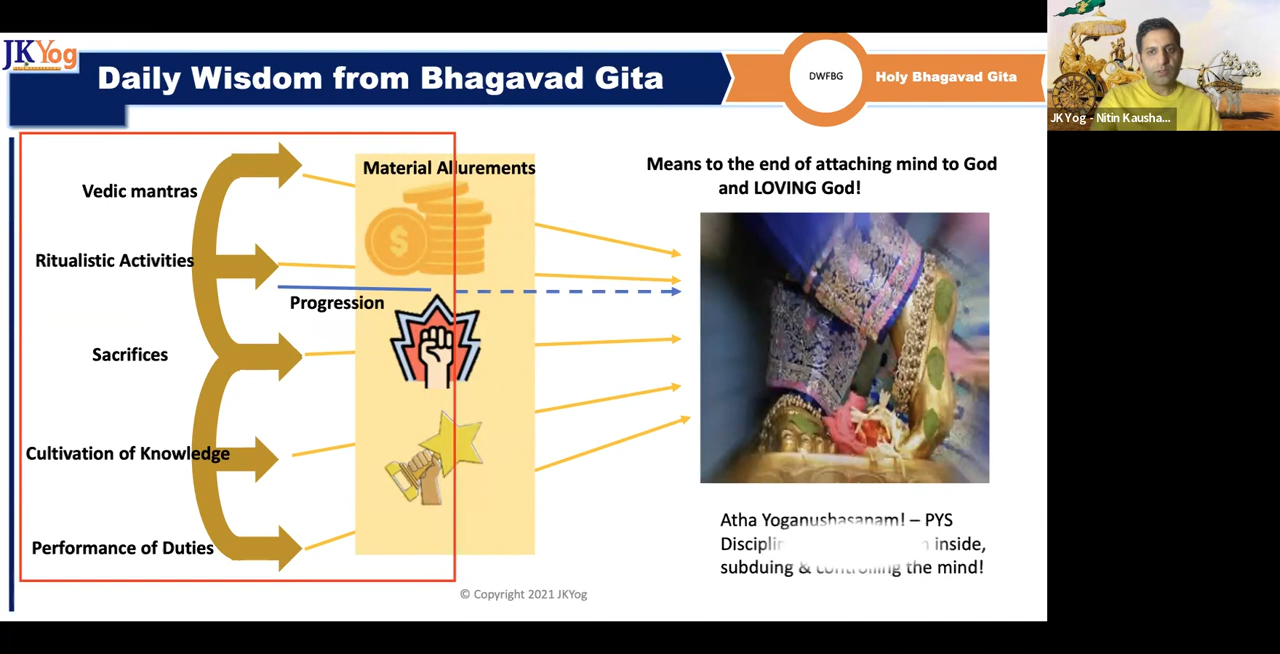 JKYog
Daily Wisdom from Bhagavad Gita
DWFBG
Holy Bhagavad Gita
JKYog - Nitin Kausha...
Vedic mantras
Ritualistic Activities
Progression
Sacrifices
Cultivation of Knowledge
Performance of Duties
Material Allurements
$
Means to the end of attaching mind to God
and LOVING God!
Atha Yoganushasanam! – PYS
inside,
subduing & controlling the mind!
© Copyright 2021 JKYog